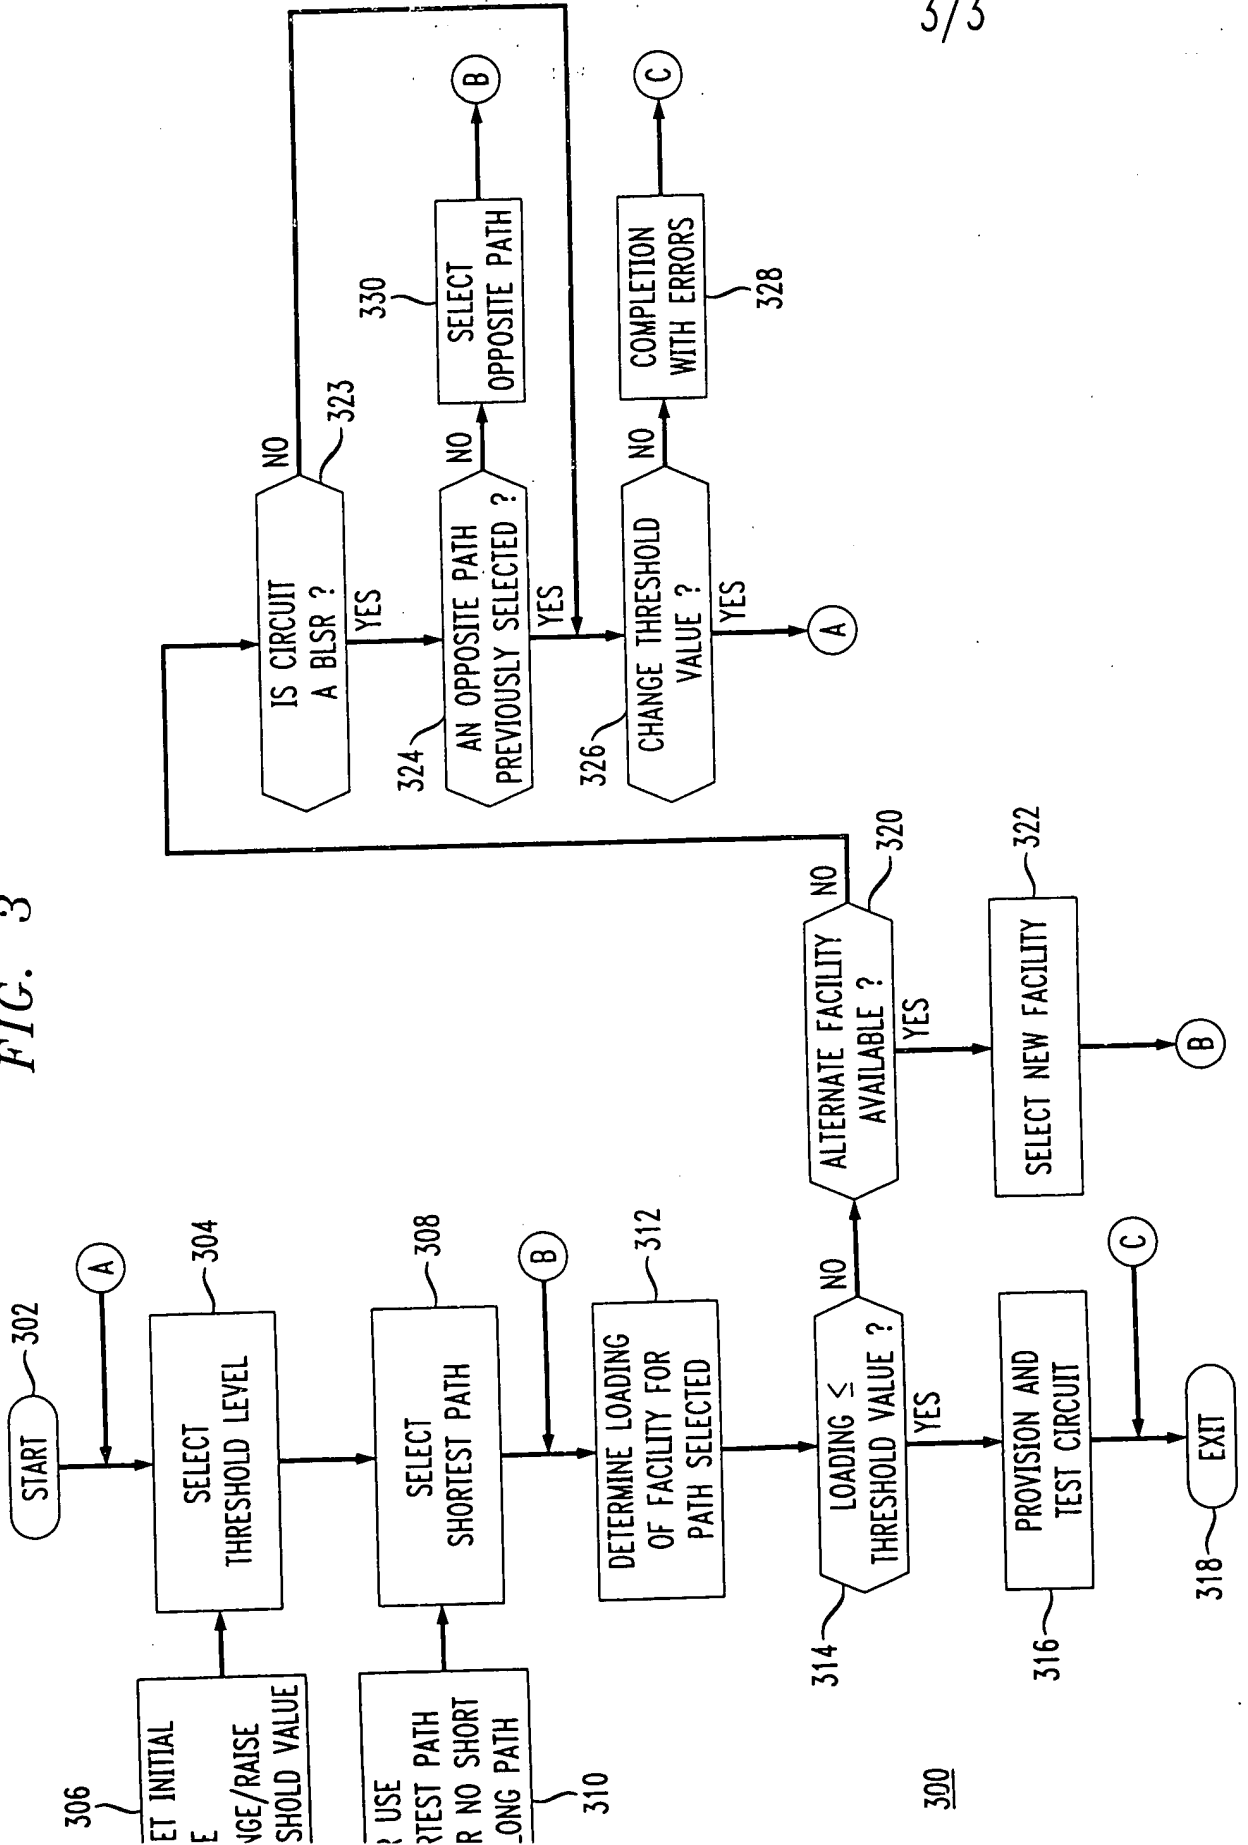 3/3
FIG. 3
START
302
A
SELECT
THRESHOLD LEVEL
304
306
ET INITIAL
E
NGE/RAISE
SHOLD VALUE
SELECT
SHORTEST PATH
308
R USE
RTEST PATH
R NO SHORT
LONG PATH
310
B
DETERMINE LOADING
OF FACILITY FOR
PATH SELECTED
312
LOADING ≤
THRESHOLD VALUE ?
314
NO
YES
PROVISION AND
TEST CIRCUIT
316
C
EXIT
318
ALTERNATE FACILITY
AVAILABLE ?
320
NO
YES
SELECT NEW FACILITY
322
B
IS CIRCUIT
A BLSR ?
323
NO
YES
AN OPPOSITE PATH
PREVIOUSLY SELECTED ?
324
NO
YES
SELECT
OPPOSITE PATH
330
B
CHANGE THRESHOLD
VALUE ?
326
NO
YES
COMPLETION
WITH ERRORS
328
C
A
300